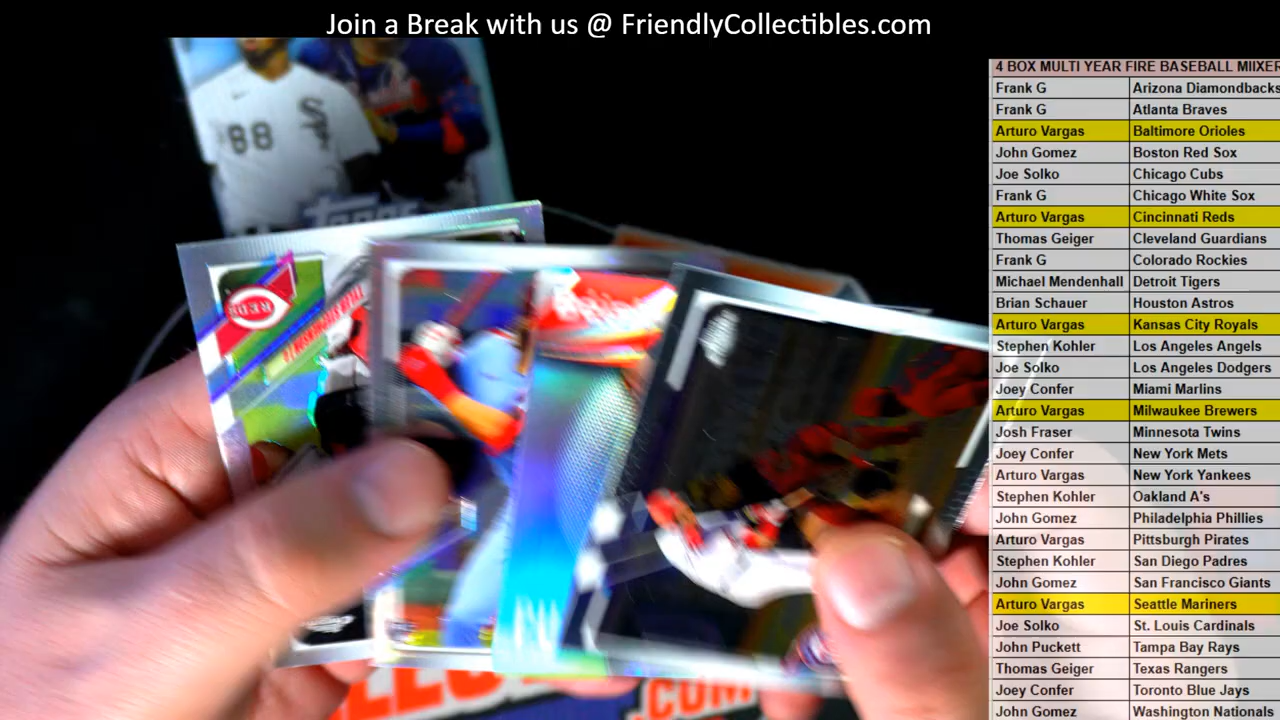 Join a Break with us @ FriendlyCollectibles.com
4 BOX MULTI YEAR FIRE BASEBALL MIIXER
Frank G Arizona Diamondbacks
Frank G Atlanta Braves
Arturo Vargas Baltimore Orioles
John Gomez Boston Red Sox
Joe Solko Chicago Cubs
Frank G Chicago White Sox
Arturo Vargas Cincinnati Reds
Thomas Geiger Cleveland Guardians
Frank G Colorado Rockies
Michael Mendenhall Detroit Tigers
Brian Schauer Houston Astros
Arturo Vargas Kansas City Royals
Stephen Kohler Los Angeles Angels
Joe Solko Los Angeles Dodgers
Joey Confer Miami Marlins
Arturo Vargas Milwaukee Brewers
Josh Fraser Minnesota Twins
Joey Confer New York Mets
Arturo Vargas New York Yankees
Stephen Kohler Oakland A's
John Gomez Philadelphia Phillies
Arturo Vargas Pittsburgh Pirates
Stephen Kohler San Diego Padres
John Gomez San Francisco Giants
Arturo Vargas Seattle Mariners
Joe Solko St. Louis Cardinals
John Puckett Tampa Bay Rays
Thomas Geiger Texas Rangers
Joey Confer Toronto Blue Jays
John Gomez Washington Nationals
88
Topps
REDS
.COM